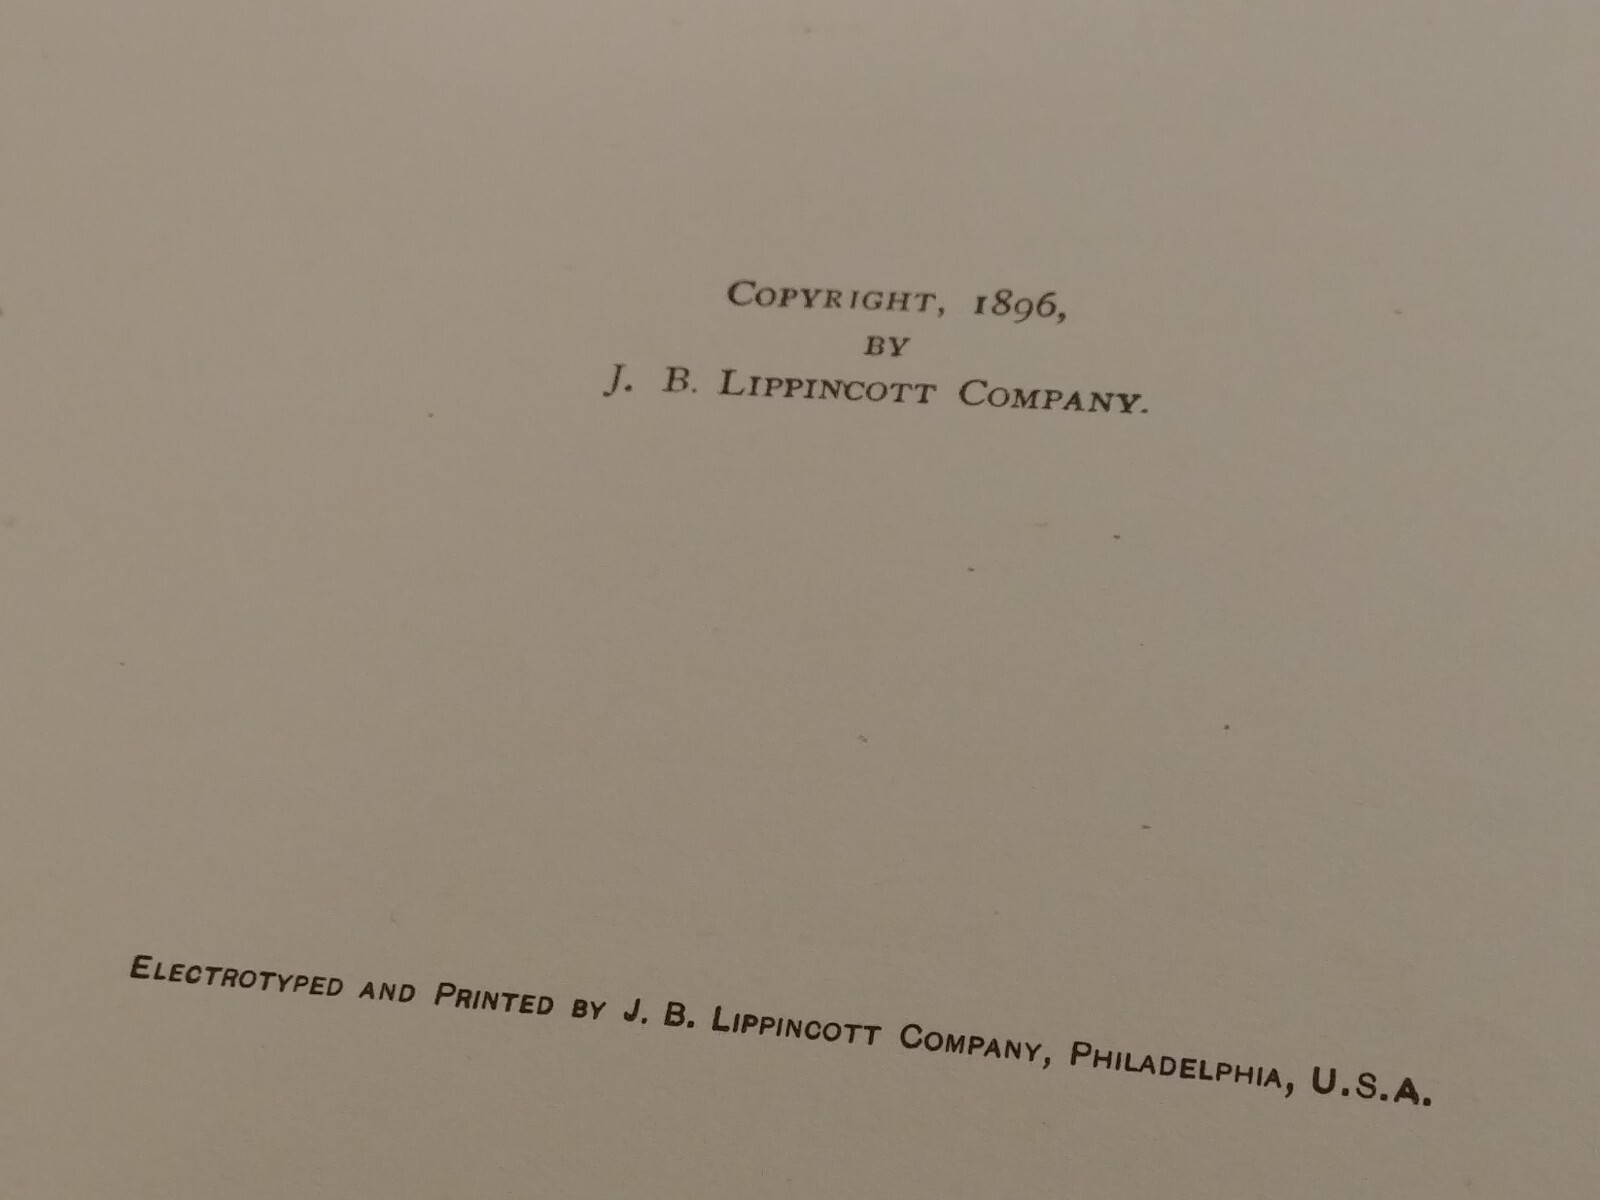 COPYRIGHT, 1896,
BY
J. B. LIPPINCOTT COMPANY.
ELECTROTYPED AND PRINTED BY J. B. LIPPINCOTT COMPANY, PHILADELPHIA, U.S.A.